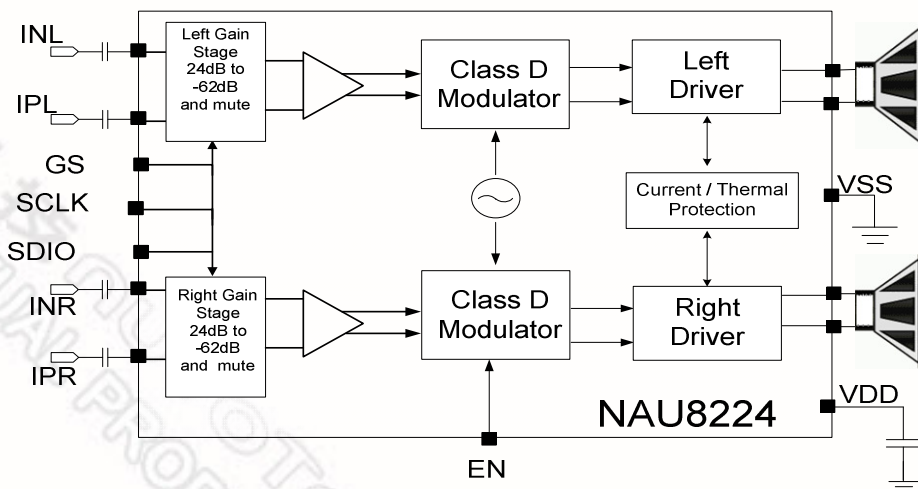 INL
IPL
GS
SCLK
SDIO
INR
IPR
Left Gain
Stage
24dB to
-62dB
and mute
Class D
Modulator
Left
Driver
Current / Thermal
Protection
VSS
Right Gain
Stage
24dB to
-62dB
and mute
Class D
Modulator
Right
Driver
VDD
NAU8224
EN